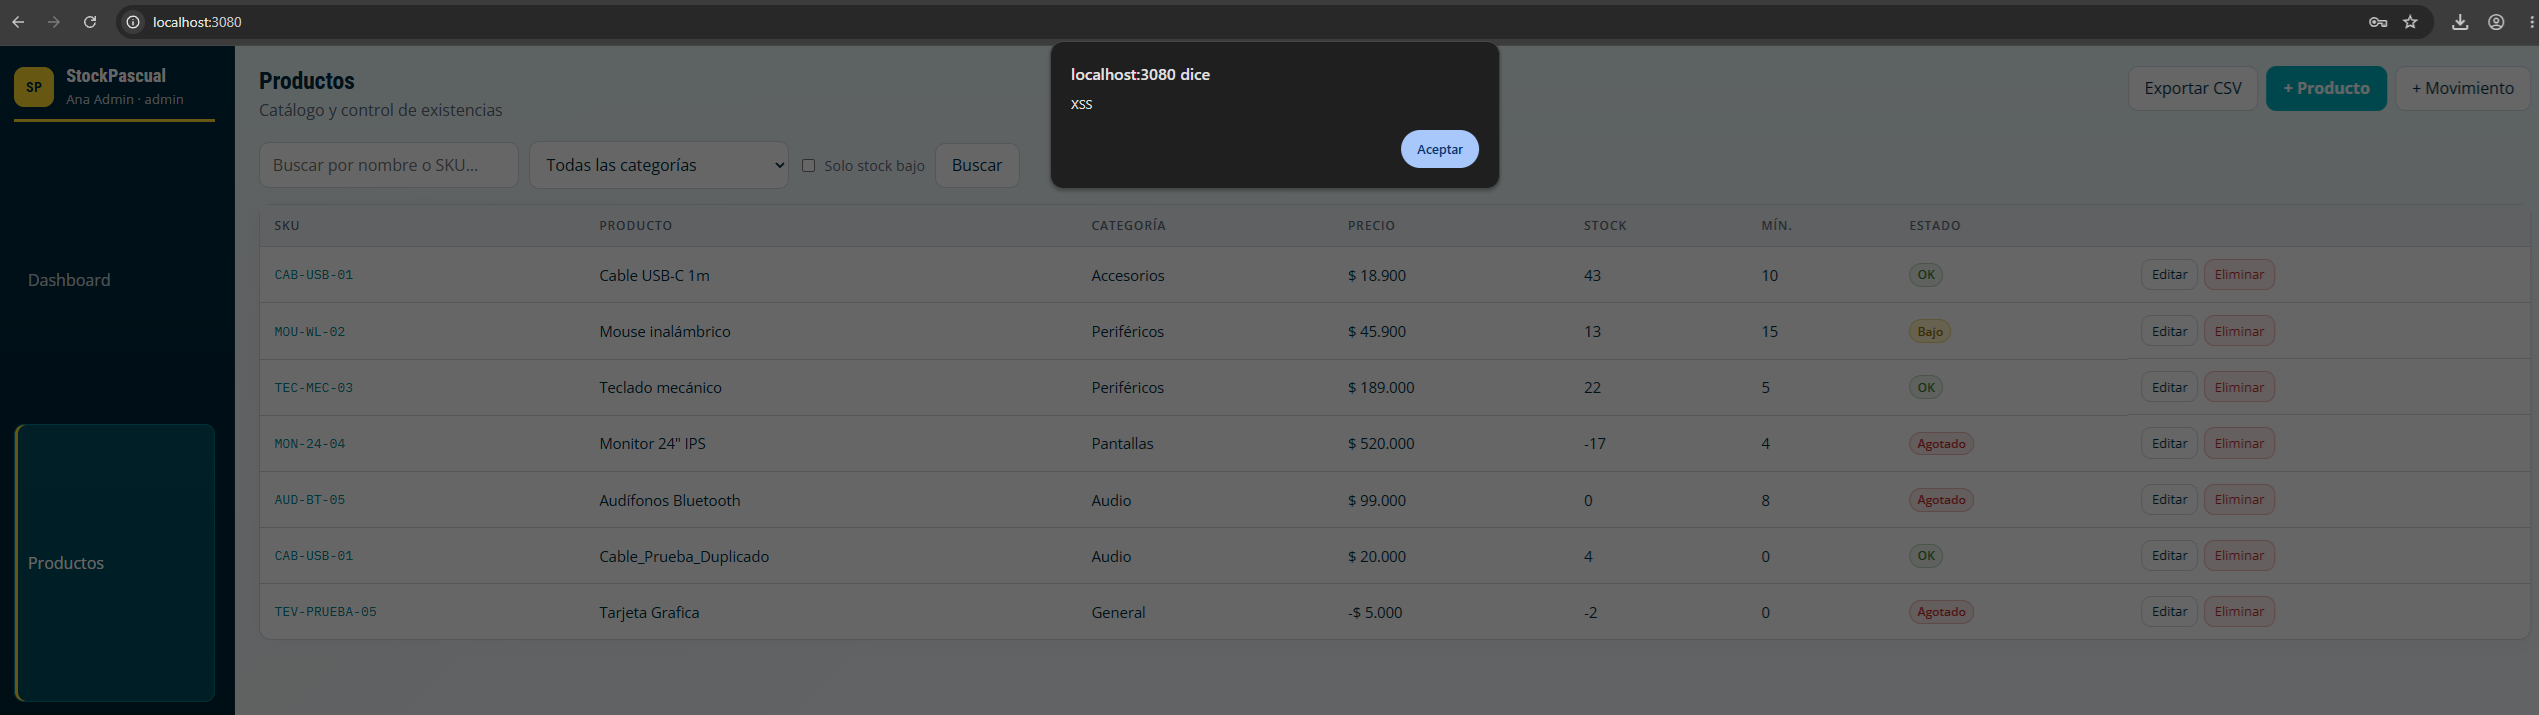 localhost:3080
SP
StockPascual
Ana Admin · admin
Dashboard
Productos
Productos
Catálogo y control de existencias
Exportar CSV
+ Producto
+ Movimiento
localhost:3080 dice
XSS
Aceptar
Buscar por nombre o SKU...
Todas las categorías
Solo stock bajo
Buscar
SKU PRODUCTO CATEGORÍA PRECIO STOCK MÍN. ESTADO
CAB-USB-01 Cable USB-C 1m Accesorios $ 18.900 43 10 OK Editar Eliminar
MOU-WL-02 Mouse inalámbrico Periféricos $ 45.900 13 15 Bajo Editar Eliminar
TEC-MEC-03 Teclado mecánico Periféricos $ 189.000 22 5 OK Editar Eliminar
MON-24-04 Monitor 24" IPS Pantallas $ 520.000 -17 4 Agotado Editar Eliminar
AUD-BT-05 Audífonos Bluetooth Audio $ 99.000 0 8 Agotado Editar Eliminar
CAB-USB-01 Cable_Prueba_Duplicado Audio $ 20.000 4 0 OK Editar Eliminar
TEV-PRUEBA-05 Tarjeta Grafica General -$ 5.000 -2 0 Agotado Editar Eliminar